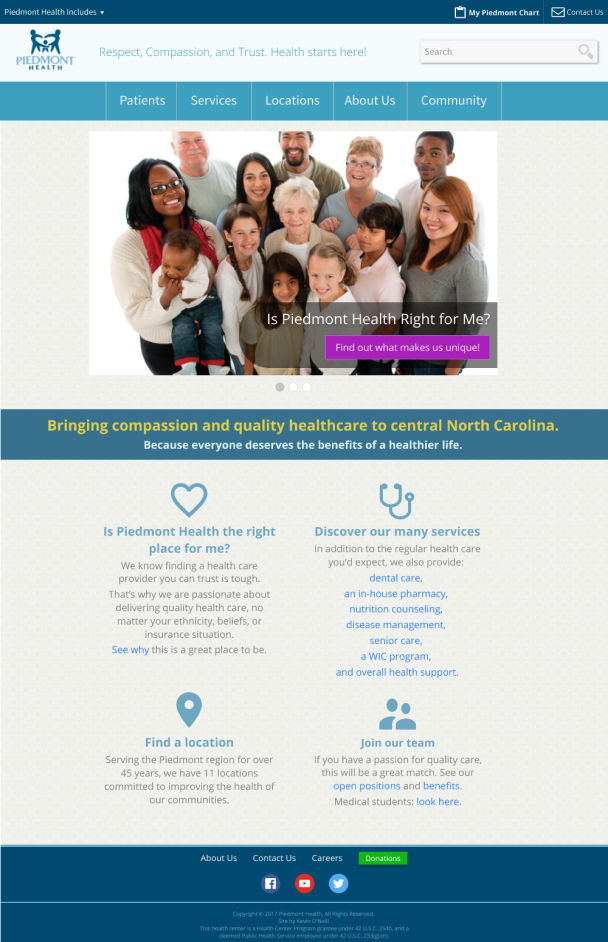 Piedmont Health Includes
My Piedmont Chart
Contact Us
PIEDMONT
HEALTH
Respect, Compassion, and Trust. Health starts here!
Search
Patients
Services
Locations
About Us
Community
Is Piedmont Health Right for Me?
Find out what makes us unique!
Bringing compassion and quality healthcare to central North Carolina.
Because everyone deserves the benefits of a healthier life.
Is Piedmont Health the right
place for me?
We know finding a health care
provider you can trust is tough.
That's why we are passionate about
delivering quality health care, no
matter your ethnicity, beliefs, or
insurance situation.
See why this is a great place to be.
Discover our many services
In addition to the regular health care
you'd expect, we also provide:
dental care,
an in-house pharmacy,
nutrition counseling,
disease management,
senior care,
a WIC program,
and overall health support.
Find a location
Serving the Piedmont region for over
45 years, we have 11 locations
committed to improving the health of
our communities.
Join our team
If you have a passion for quality care,
this will be a great match. See our
open positions and benefits.
Medical students: look here.
About Us
Contact Us
Careers
Donations
Copyright © 2017 Piedmont Health, All Rights Reserved.
Site by Kevin O'Neill
This health center is a Health Center Program grantee under 42 U.S.C. 254b, and a
deemed Public Health Service employee under 42 U.S.C. 233(g)-(n)